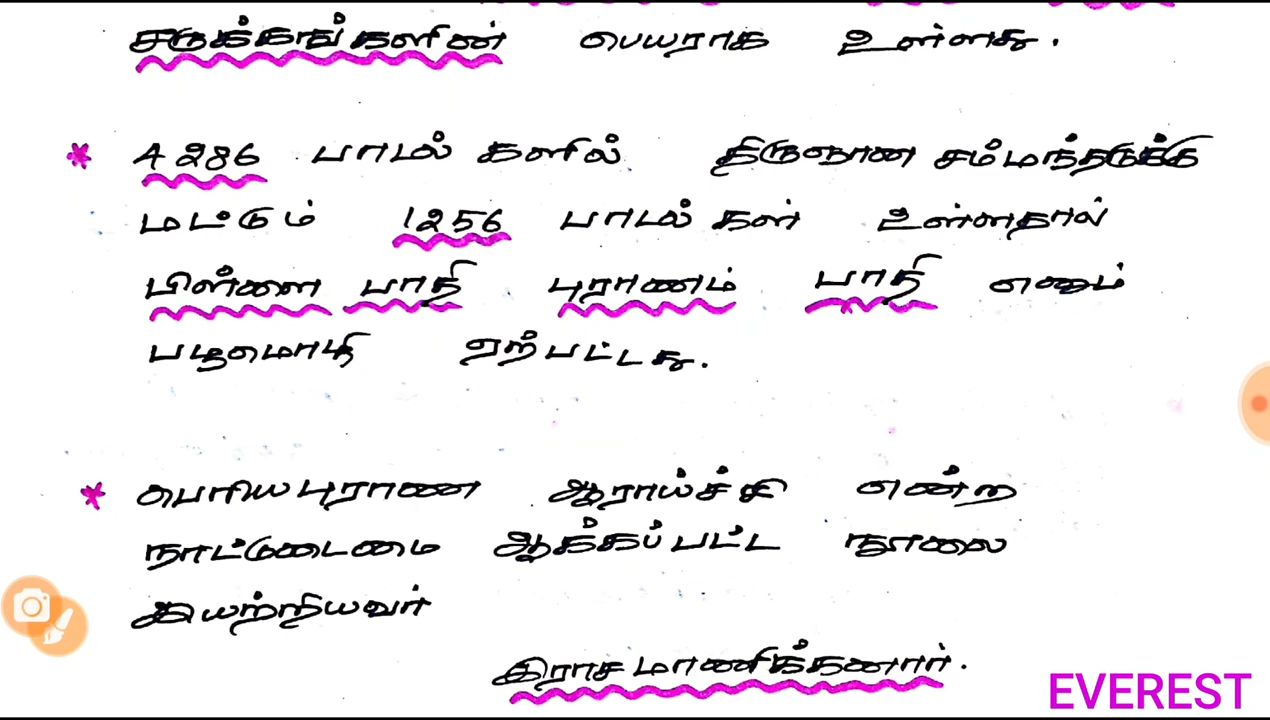 சருக்கங்களின் பெயராக உள்ளது.
* 4286 பாடல்களில் திருஞான சம்மந்தருக்கு
மட்டும் 1256 பாடல்கள் உள்ளதால்
பிள்ளை பாதி புராணம் பாதி எனும்
பழமொழி ஏற்பட்டது.
* பெரியபுராண ஆராய்ச்சி என்ற
நாட்டுடைமை ஆக்கப்பட்ட நூலை
இயற்றியவர்
இராசமாணிக்கனார்.
EVEREST